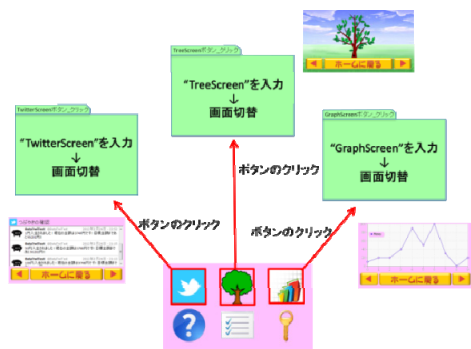 TreeScreenボタン_クリック
"TreeScreen"を入力
↓
画面切替
ホームに戻る
TwitterScreenボタン_クリック
"TwitterScreen"を入力
↓
画面切替
GraphScreenボタン_クリック
"GraphScreen"を入力
↓
画面切替
ボタンのクリック
ボタンのクリック
ボタンのクリック
ホームに戻る
ホームに戻る